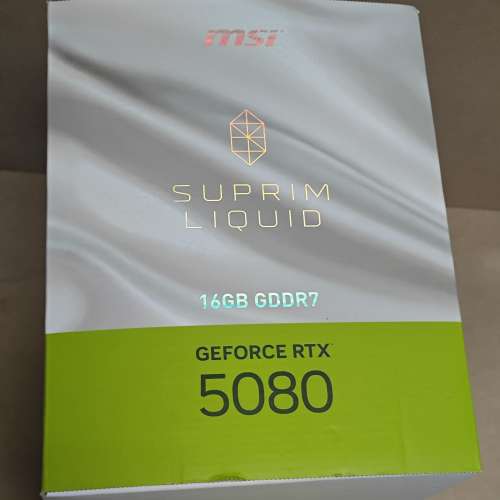 msi
SUPRIM
LIQUID
16GB GDDR7
GEFORCE RTX
5080